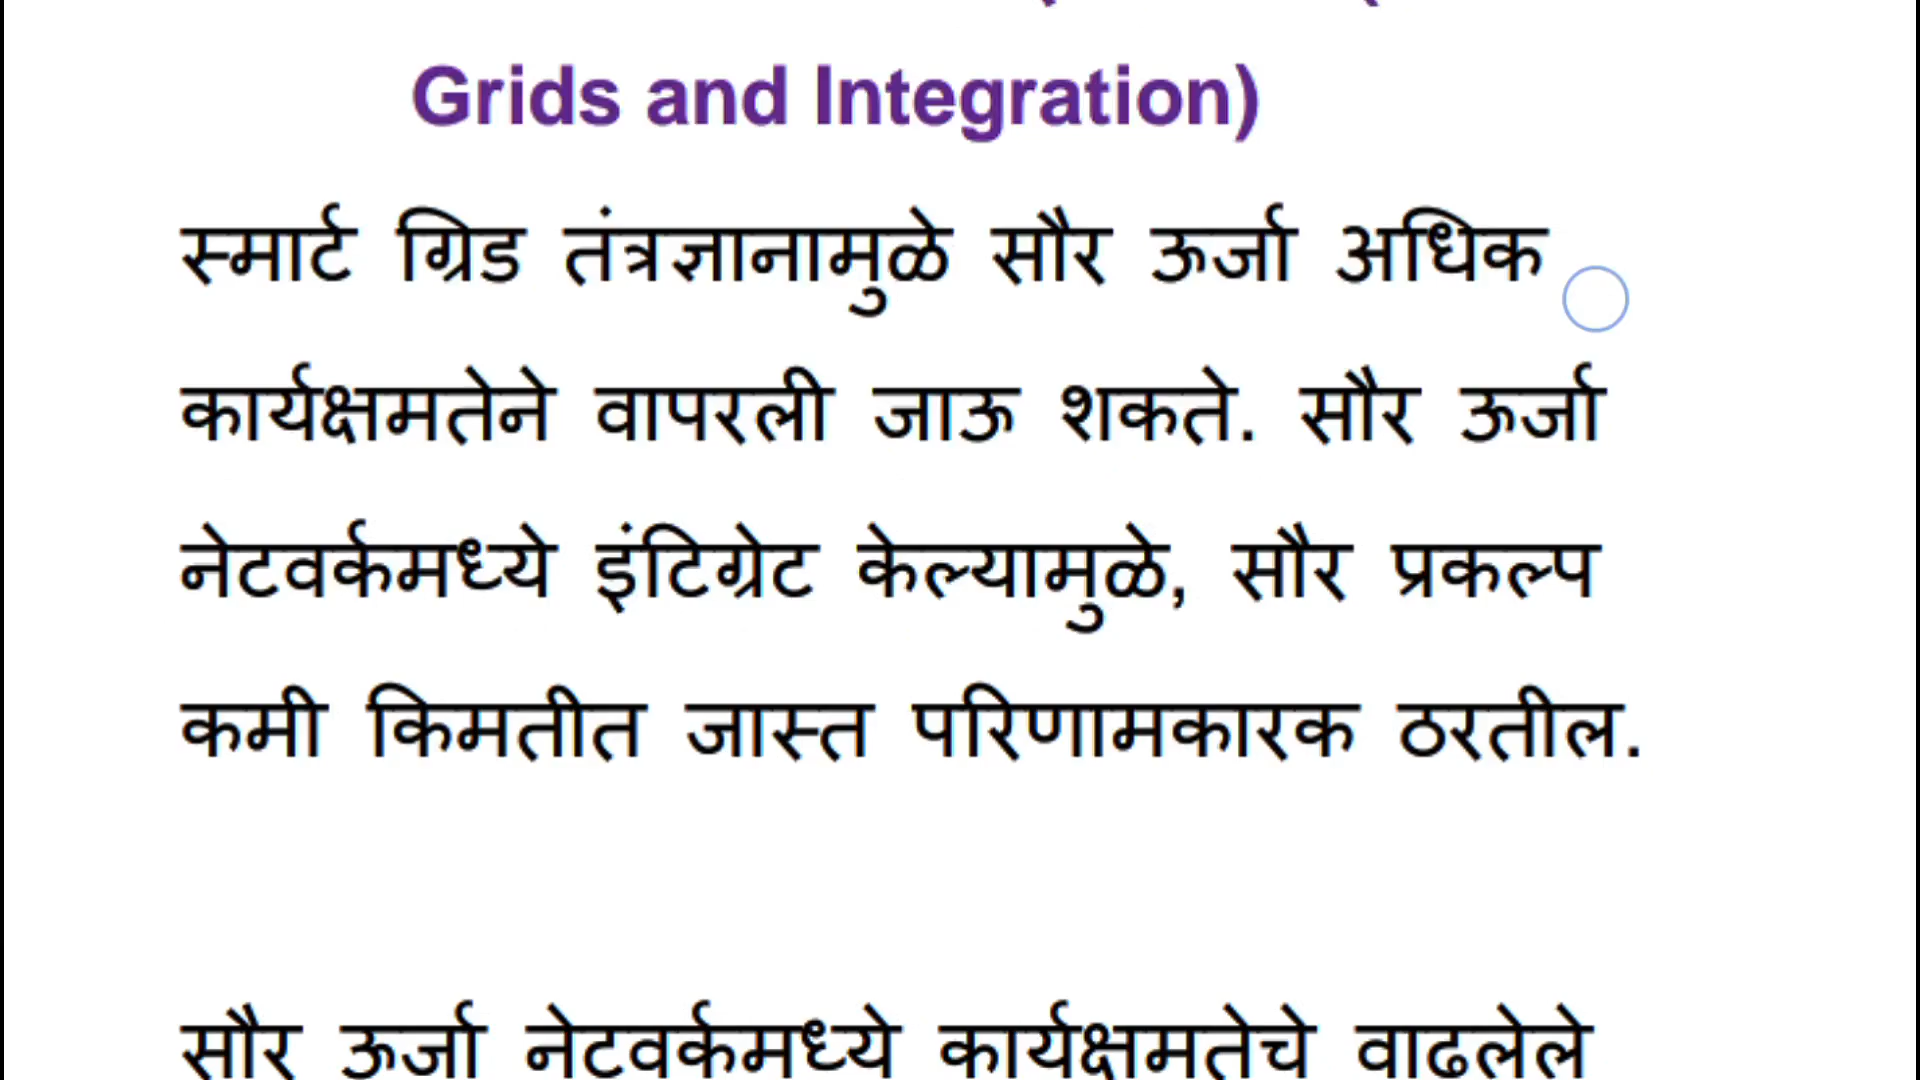 Grids and Integration)
स्मार्ट ग्रिड तंत्रज्ञानामुळे सौर ऊर्जा अधिक
कार्यक्षमतेने वापरली जाऊ शकते. सौर ऊर्जा
नेटवर्कमध्ये इंटिग्रेट केल्यामुळे, सौर प्रकल्प
कमी किमतीत जास्त परिणामकारक ठरतील.
सौर ऊर्जा नेटवर्कमध्ये कार्यक्षमतेचे वाढलेले